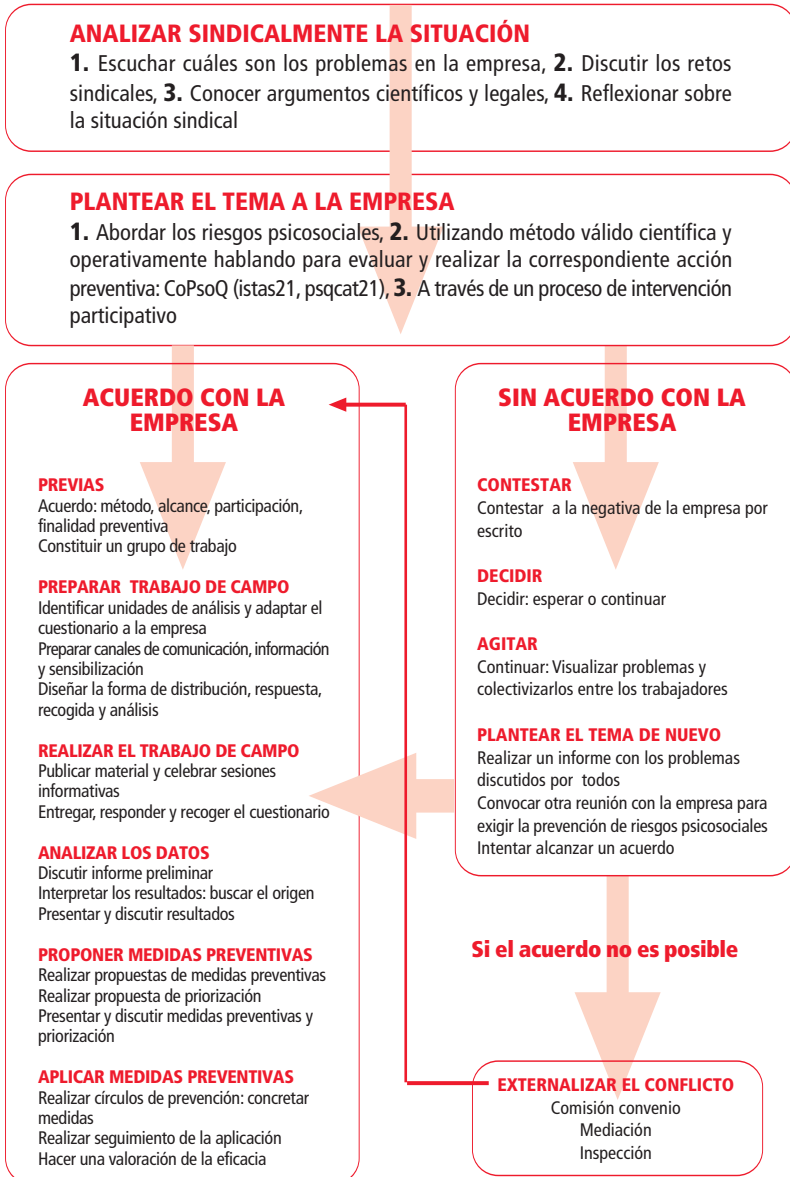 ANALIZAR SINDICALMENTE LA SITUACIÓN
1. Escuchar cuáles son los problemas en la empresa, 2. Discutir los retos
sindicales, 3. Conocer argumentos científicos y legales, 4. Reflexionar sobre
la situación sindical
PLANTEAR EL TEMA A LA EMPRESA
1. Abordar los riesgos psicosociales, 2. Utilizando método válido científica y
operativamente hablando para evaluar y realizar la correspondiente acción
preventiva: CoPsoQ (istas21, psqcat21), 3. A través de un proceso de intervención
participativo
ACUERDO CON LA
EMPRESA
PREVIAS
Acuerdo: método, alcance, participación,
finalidad preventiva
Constituir un grupo de trabajo
PREPARAR TRABAJO DE CAMPO
Identificar unidades de análisis y adaptar el
cuestionario a la empresa
Preparar canales de comunicación, información
y sensibilización
Diseñar la forma de distribución, respuesta,
recogida y análisis
REALIZAR EL TRABAJO DE CAMPO
Publicar material y celebrar sesiones
informativas
Entregar, responder y recoger el cuestionario
ANALIZAR LOS DATOS
Discutir informe preliminar
Interpretar los resultados: buscar el origen
Presentar y discutir resultados
PROPONER MEDIDAS PREVENTIVAS
Realizar propuestas de medidas preventivas
Realizar propuesta de priorización
Presentar y discutir medidas preventivas y
priorización
APLICAR MEDIDAS PREVENTIVAS
Realizar círculos de prevención: concretar
medidas
Realizar seguimiento de la aplicación
Hacer una valoración de la eficacia
SIN ACUERDO CON LA
EMPRESA
CONTESTAR
Contestar a la negativa de la empresa por
escrito
DECIDIR
Decidir: esperar o continuar
AGITAR
Continuar: Visualizar problemas y
colectivizarlos entre los trabajadores
PLANTEAR EL TEMA DE NUEVO
Realizar un informe con los problemas
discutidos por todos
Convocar otra reunión con la empresa para
exigir la prevención de riesgos psicosociales
Intentar alcanzar un acuerdo
Si el acuerdo no es posible
EXTERNALIZAR EL CONFLICTO
Comisión convenio
Mediación
Inspección